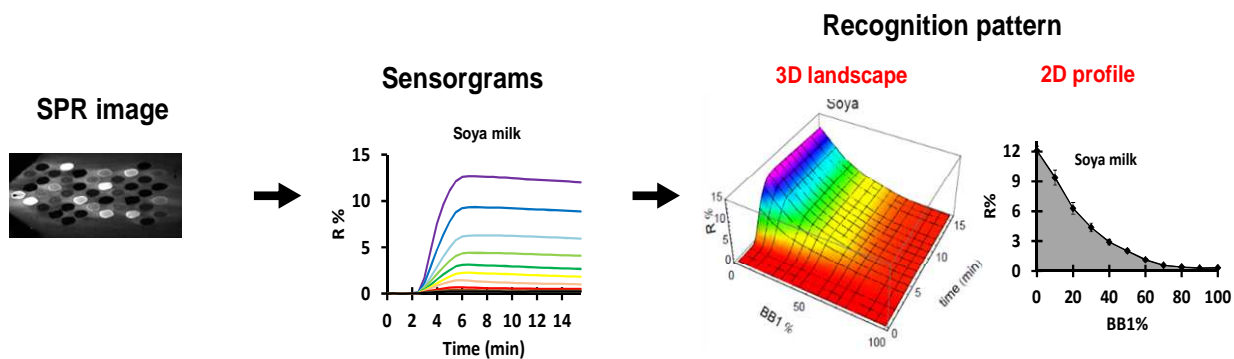 SPR image
Sensorgrams
Soya milk
15
10
5
0
R %
0 2 4 6 8 10 12 14
Time (min)
Recognition pattern
3D landscape
Soya
15
10
5
0
R %
0
50
100
BB1 %
15
10
5
0
time (min)
2D profile
Soya milk
12
9
6
3
0
R%
0 20 40 60 80 100
BB1%